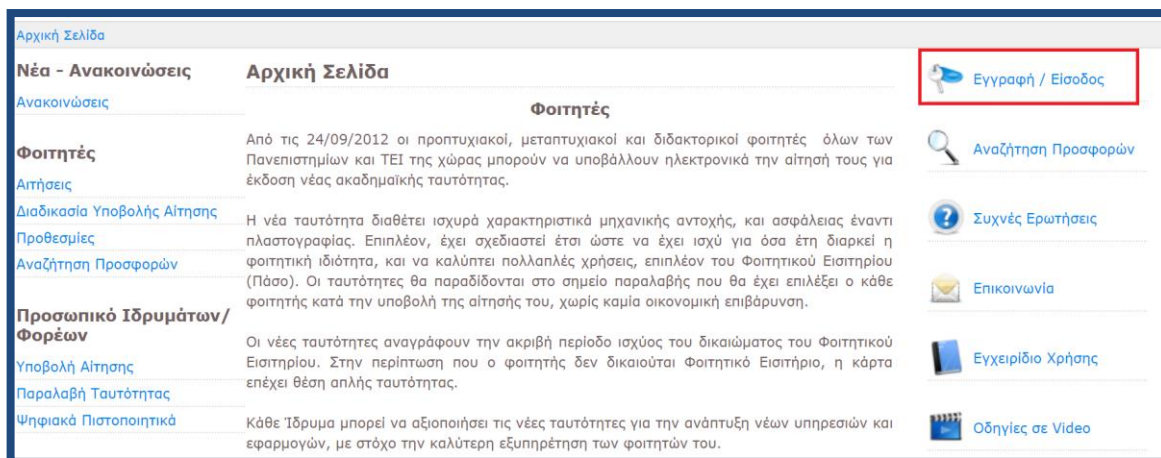 Αρχική Σελίδα
Νέα - Ανακοινώσεις
Ανακοινώσεις
Φοιτητές
Αιτήσεις
Διαδικασία Υποβολής Αίτησης
Προθεσμίες
Αναζήτηση Προσφορών
Προσωπικό Ιδρυμάτων/
Φορέων
Υποβολή Αίτησης
Παραλαβή Ταυτότητας
Ψηφιακά Πιστοποιητικά
Αρχική Σελίδα
Φοιτητές
Από τις 24/09/2012 οι προπτυχιακοί, μεταπτυχιακοί και διδακτορικοί φοιτητές όλων των
Πανεπιστημίων και ΤΕΙ της χώρας μπορούν να υποβάλλουν ηλεκτρονικά την αίτησή τους για
έκδοση νέας ακαδημαϊκής ταυτότητας.
Η νέα ταυτότητα διαθέτει ισχυρά χαρακτηριστικά μηχανικής αντοχής, και ασφάλειας έναντι
πλαστογραφίας. Επιπλέον, έχει σχεδιαστεί έτσι ώστε να έχει ισχύ για όσα έτη διαρκεί η
φοιτητική ιδιότητα, και να καλύπτει πολλαπλές χρήσεις, επιπλέον του Φοιτητικού Εισιτηρίου
(Πάσο). Οι ταυτότητες θα παραδίδονται στο σημείο παραλαβής που θα έχει επιλέξει ο κάθε
φοιτητής κατά την υποβολή της αίτησής του, χωρίς καμία οικονομική επιβάρυνση.
Οι νέες ταυτότητες αναγράφουν την ακριβή περίοδο ισχύος του δικαιώματος του Φοιτητικού
Εισιτηρίου. Στην περίπτωση που ο φοιτητής δεν δικαιούται Φοιτητικό Εισιτήριο, η κάρτα
επέχει θέση απλής ταυτότητας.
Κάθε Ίδρυμα μπορεί να αξιοποιήσει τις νέες ταυτότητες για την ανάπτυξη νέων υπηρεσιών και
εφαρμογών, με στόχο την καλύτερη εξυπηρέτηση των φοιτητών του.
Εγγραφή / Είσοδος
Αναζήτηση Προσφορών
Συχνές Ερωτήσεις
Επικοινωνία
Εγχειρίδιο Χρήσης
Οδηγίες σε Video